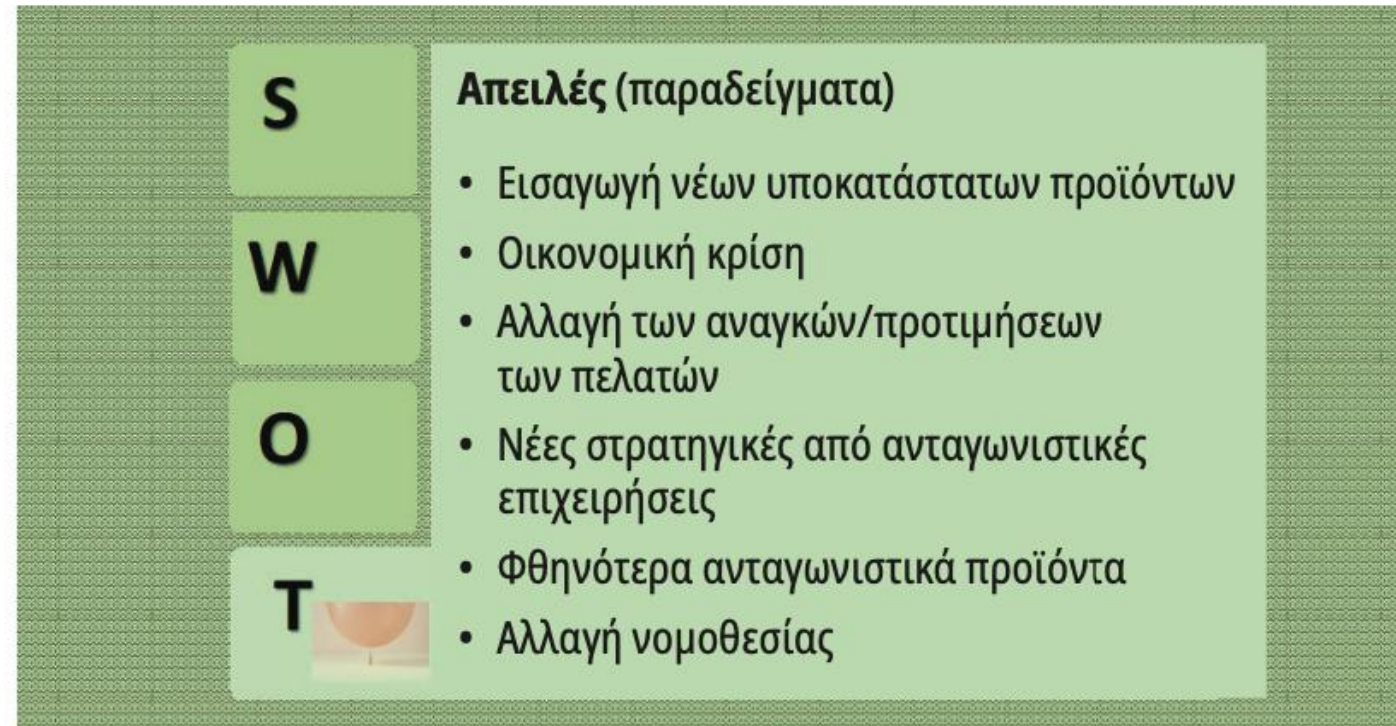 S
W
O
T
Απειλές (παραδείγματα)
• Εισαγωγή νέων υποκατάστατων προϊόντων
• Οικονομική κρίση
• Αλλαγή των αναγκών/προτιμήσεων
των πελατών
• Νέες στρατηγικές από ανταγωνιστικές
επιχειρήσεις
• Φθηνότερα ανταγωνιστικά προϊόντα
• Αλλαγή νομοθεσίας